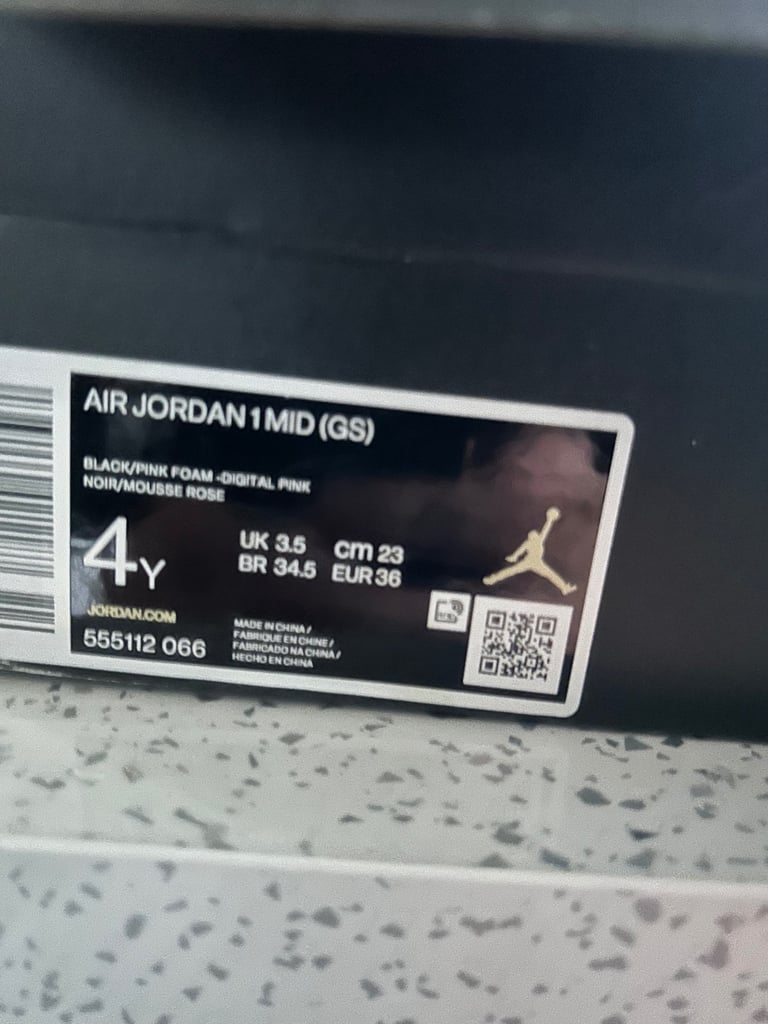 AIR JORDAN 1 MID (GS)
BLACK/PINK FOAM-DIGITAL PINK
NOIR/MOUSSE ROSE
4Y
UK 3.5 cm 23
BR 34.5 EUR 36
JORDAN.COM
555112 066
MADE IN CHINA /
FABRIQUE EN CHINE /
FABRICADO NA CHINA /
HECHO EN CHINA